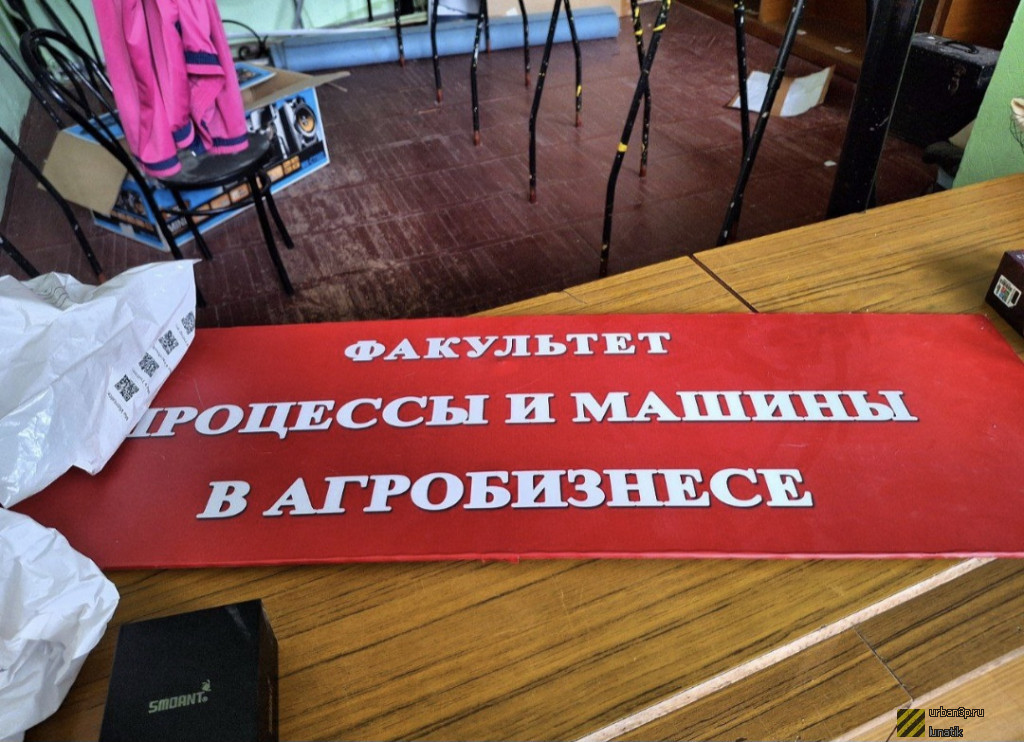 ФАКУЛЬТЕТ
ПРОЦЕССЫ И МАШИНЫ
В АГРОБИЗНЕСЕ
SMOANT
urban3p.ru
lunatik